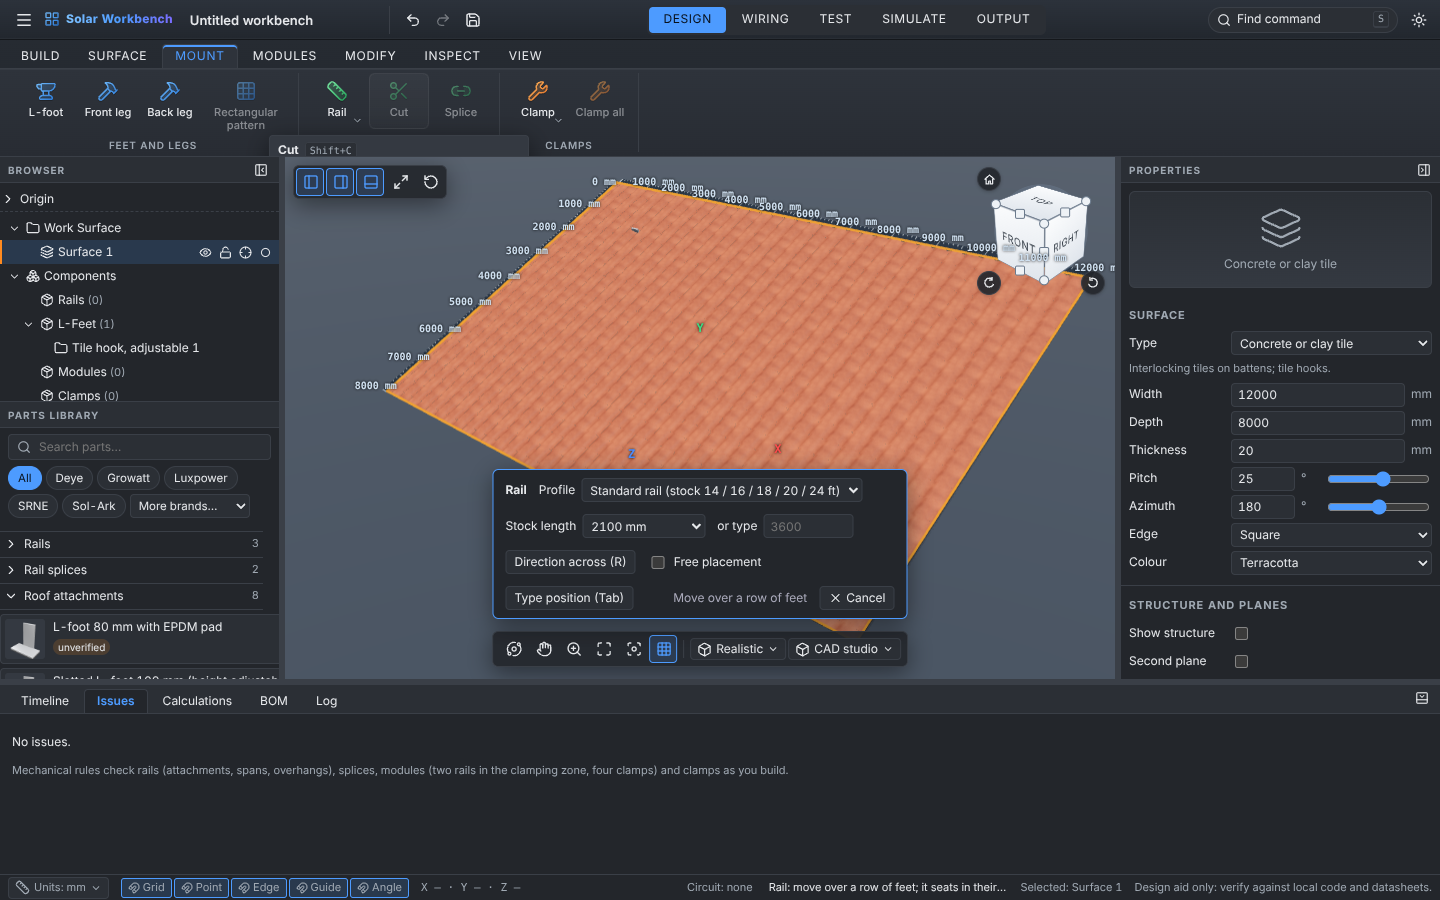 Solar Workbench
Untitled workbench
DESIGN WIRING TEST SIMULATE OUTPUT
Find command S
BUILD SURFACE MOUNT MODULES MODIFY INSPECT VIEW
L-foot Front leg Back leg Rectangular pattern Rail Cut Splice Clamp Clamp all
FEET AND LEGS CLAMPS
Cut Shift+C
BROWSER
Origin
Work Surface
Surface 1
Components
Rails (0)
L-Feet (1)
Tile hook, adjustable 1
Modules (0)
Clamps (0)
PARTS LIBRARY
Search parts...
All Deye Growatt Luxpower
SRNE Sol-Ark More brands...
Rails 3
Rail splices 2
Roof attachments 8
L-foot 80 mm with EPDM pad
unverified
0 mm
1000 mm
2000 mm
3000 mm
4000 mm
5000 mm
6000 mm
7000 mm
8000 mm
1000 mm
2000 mm
3000 mm
4000 mm
5000 mm
6000 mm
7000 mm
8000 mm
9000 mm
10000
11000 mm
12000 m
TOP
FRONT
RIGHT
Y
Z
X
Rail Profile Standard rail (stock 14 / 16 / 18 / 20 / 24 ft)
Stock length 2100 mm or type 3600
Direction across (R) Free placement
Type position (Tab) Move over a row of feet Cancel
Realistic CAD studio
PROPERTIES
Concrete or clay tile
SURFACE
Type Concrete or clay tile
Interlocking tiles on battens; tile hooks.
Width 12000 mm
Depth 8000 mm
Thickness 20 mm
Pitch 25 °
Azimuth 180 °
Edge Square
Colour Terracotta
STRUCTURE AND PLANES
Show structure
Second plane
Timeline Issues Calculations BOM Log
No issues.
Mechanical rules check rails (attachments, spans, overhangs), splices, modules (two rails in the clamping zone, four clamps) and clamps as you build.
Units: mm Grid Point Edge Guide Angle X – · Y – · Z –
Circuit: none Rail: move over a row of feet; it seats in their... Selected: Surface 1 Design aid only: verify against local code and datasheets.